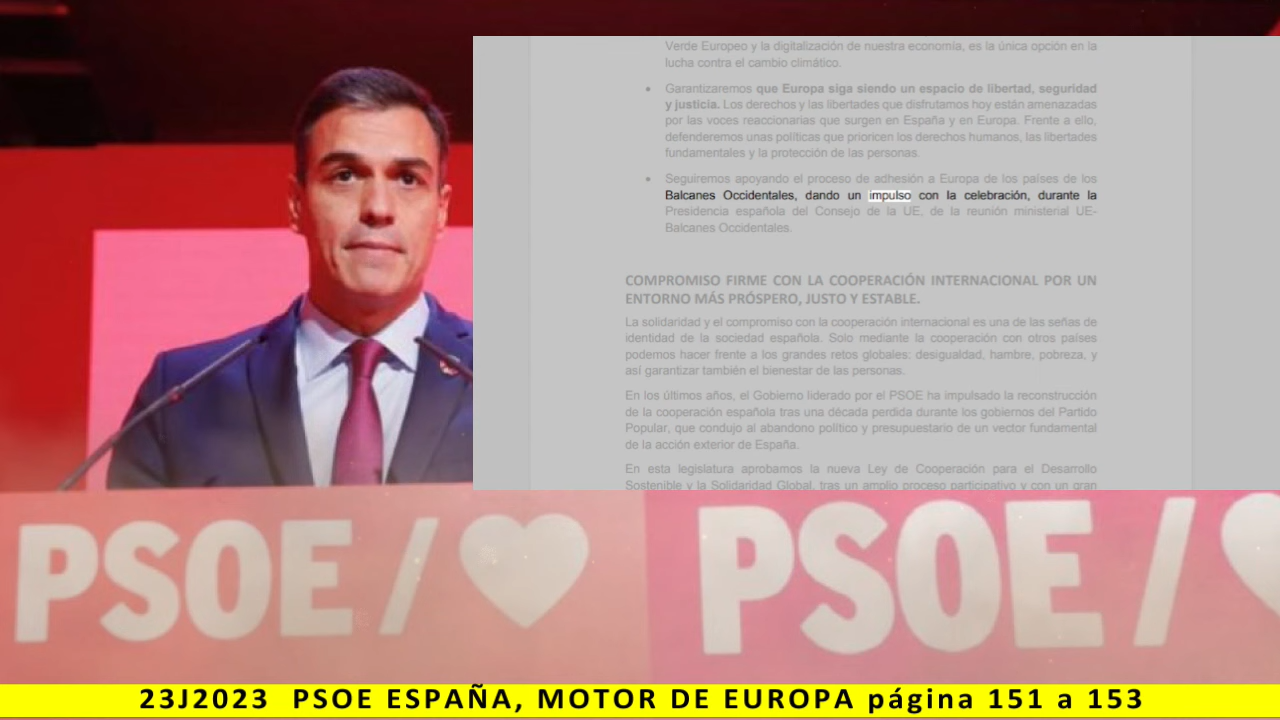 Verde Europeo y la digitalización de nuestra economía, es la única opción en la
lucha contra el cambio climático.
• Garantizaremos que Europa siga siendo un espacio de libertad, seguridad
y justicia. Los derechos y las libertades que disfrutamos hoy están amenazadas
por las voces reaccionarias que surgen en España y en Europa. Frente a ello,
defenderemos unas políticas que prioricen los derechos humanos, las libertades
fundamentales y la protección de las personas.
• Seguiremos apoyando el proceso de adhesión a Europa de los países de los
Balcanes Occidentales, dando un impulso con la celebración, durante la
Presidencia española del Consejo de la UE, de la reunión ministerial UE-
Balcanes Occidentales.
COMPROMISO FIRME CON LA COOPERACIÓN INTERNACIONAL POR UN
ENTORNO MÁS PRÓSPERO, JUSTO Y ESTABLE.
La solidaridad y el compromiso con la cooperación internacional es una de las señas de
identidad de la sociedad española. Solo mediante la cooperación con otros países
podemos hacer frente a los grandes retos globales: desigualdad, hambre, pobreza, y
así garantizar también el bienestar de las personas.
En los últimos años, el Gobierno liderado por el PSOE ha impulsado la reconstrucción
de la cooperación española tras una década perdida durante los gobiernos del Partido
Popular, que condujo al abandono político y presupuestario de un vector fundamental
de la acción exterior de España.
En esta legislatura aprobamos la nueva Ley de Cooperación para el Desarrollo
Sostenible y la Solidaridad Global, tras un amplio proceso participativo y con un gran
PSOE / PSOE /
23J2023 PSOE ESPAÑA, MOTOR DE EUROPA página 151 a 153